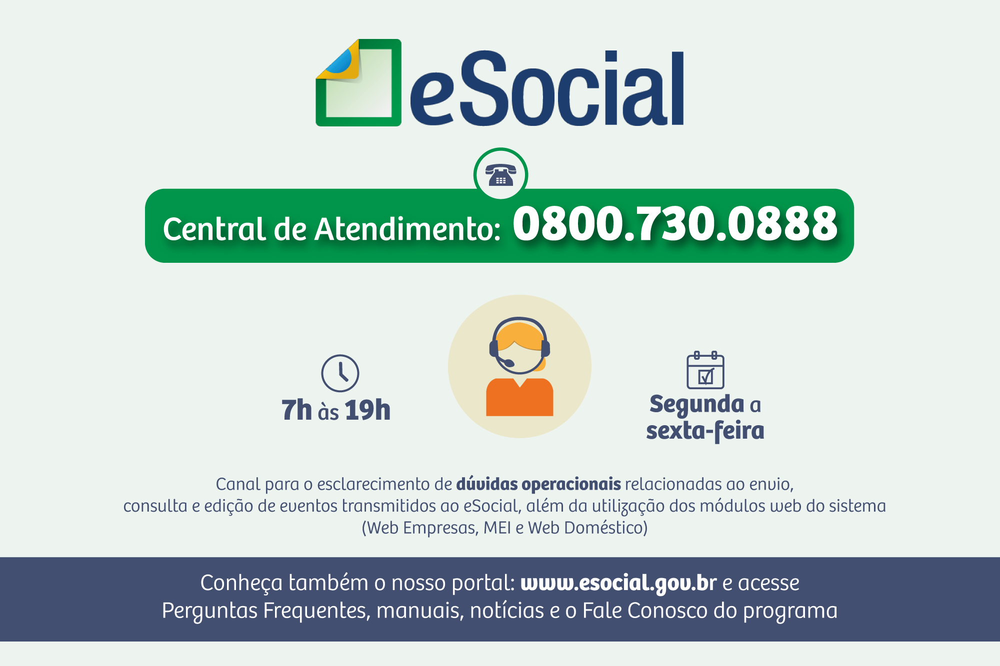 eSocial
Central de Atendimento: 0800.730.0888
7h às 19h
Segunda a
sexta-feira
Canal para o esclarecimento de dúvidas operacionais relacionadas ao envio,
consulta e edição de eventos transmitidos ao eSocial, além da utilização dos módulos web do sistema
(Web Empresas, MEI e Web Doméstico)
Conheça também o nosso portal: www.esocial.gov.br e acesse
Perguntas Frequentes, manuais, notícias e o Fale Conosco do programa